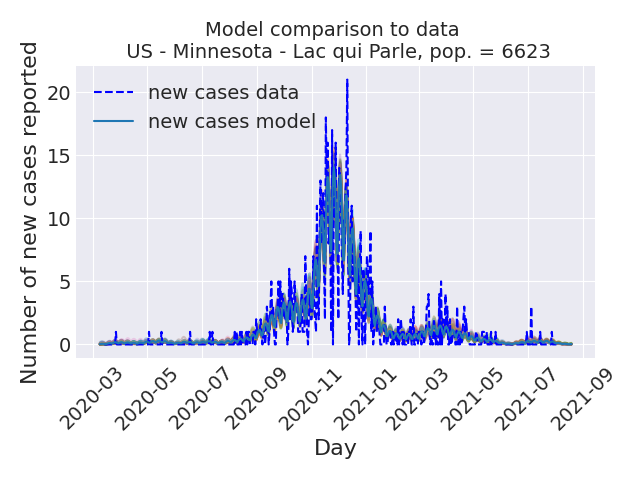 Model comparison to data
US - Minnesota - Lac qui Parle, pop. = 6623
Number of new cases reported
20
15
10
5
0
new cases data
new cases model
2020-03
2020-05
2020-07
2020-09
2020-11
2021-01
2021-03
2021-05
2021-07
2021-09
Day